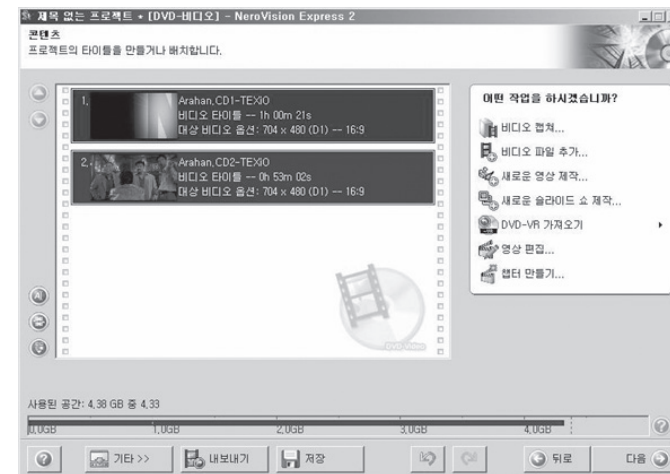 제목 없는 프로젝트 • [DVD-비디오] - NeroVision Express 2
콘텐츠
프로젝트의 타이틀을 만들거나 배치합니다.
1, Arahan,CD1-TEXiO
비디오 타이틀 -- 1h 00m 21s
대상 비디오 옵션: 704 x 480 (D1) -- 16:9
2, Arahan,CD2-TEXiO
비디오 타이틀 -- 0h 53m 02s
대상 비디오 옵션: 704 x 480 (D1) -- 16:9
DVD-Video
어떤 작업을 하시겠습니까?
비디오 캡쳐...
비디오 파일 추가...
새로운 영상 제작...
새로운 슬라이드 쇼 제작...
DVD-VR 가져오기
영상 편집...
챕터 만들기...
사용된 공간: 4,38 GB 중 4,33
0,0GB 1,0GB 2,0GB 3,0GB 4,0GB
기타 >> 내보내기 저장 뒤로 다음